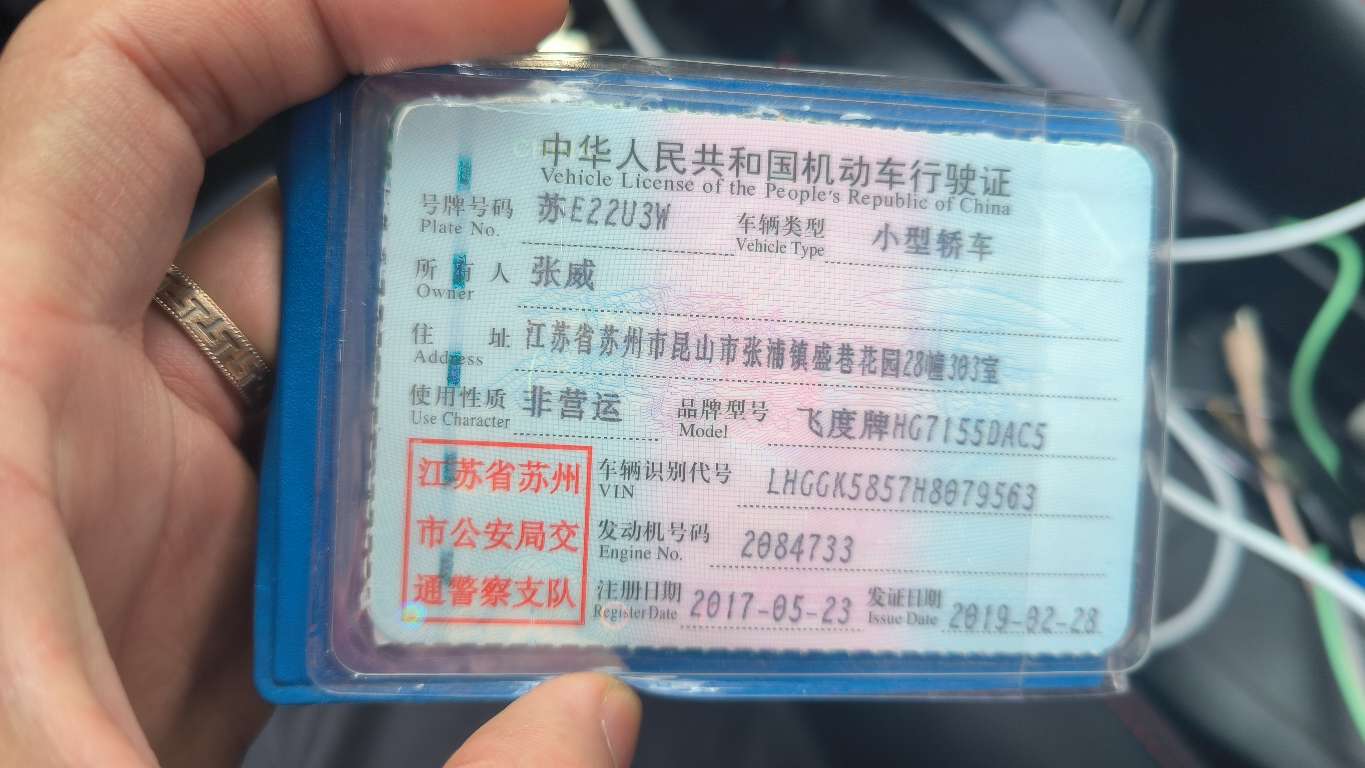 中华人民共和国机动车行驶证
Vehicle License of the People's Republic of China
号牌号码 苏E22U3W 车辆类型 小型轿车
Plate No. Vehicle Type
所有人 张威
Owner
住址 江苏省苏州市昆山市张浦镇盛巷花园28幢303室
Address
使用性质 非营运 品牌型号 飞度牌HG7155DAC5
Use Character Model
江苏省苏州
市公安局交
通警察支队
车辆识别代号 LHGGK5857H8079563
VIN
发动机号码 2084733
Engine No.
注册日期 2017-05-23 发证日期 2019-02-28
Register Date Issue Date